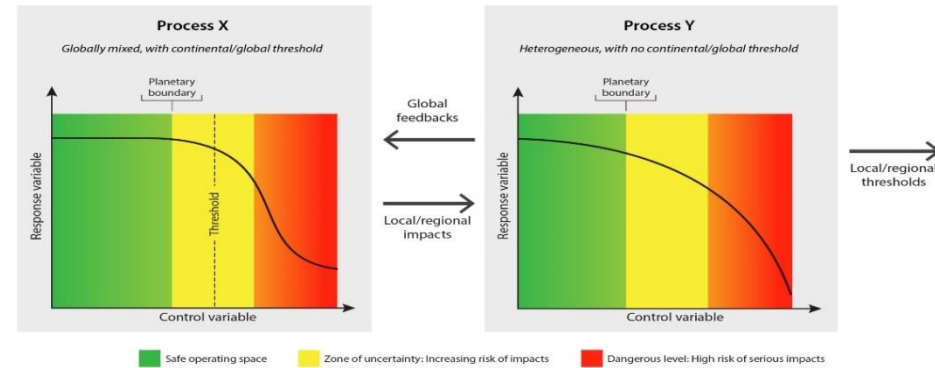 Process X
Globally mixed, with continental/global threshold
Planetary
boundary
Response variable
Threshold
Control variable
Global
feedbacks
Local/regional
impacts
Process Y
Heterogeneous, with no continental/global threshold
Planetary
boundary
Response variable
Control variable
Local/regional
thresholds
Safe operating space
Zone of uncertainty: Increasing risk of impacts
Dangerous level: High risk of serious impacts